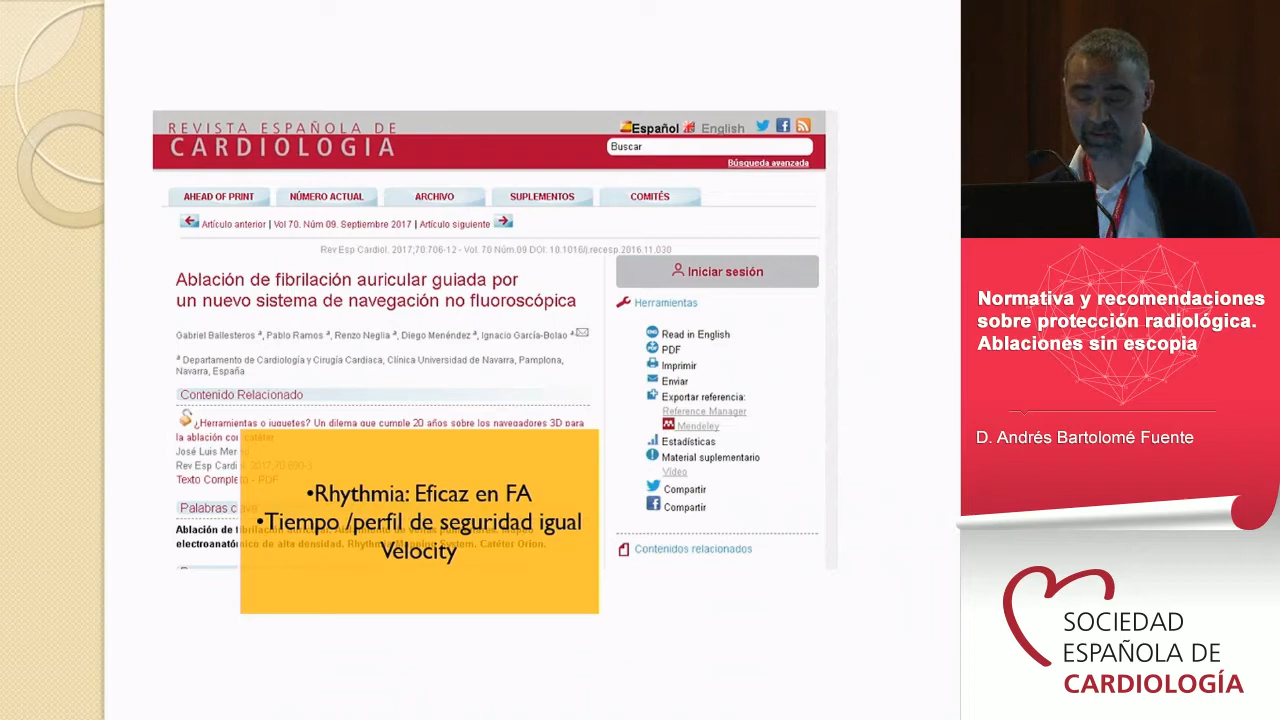 REVISTA ESPAÑOLA DE
CARDIOLOGIA
Español English
Buscar
Búsqueda avanzada
AHEAD OF PRINT NÚMERO ACTUAL ARCHIVO SUPLEMENTOS COMITÉS
Artículo anterior | Vol 70. Núm 09. Septiembre 2017 | Artículo siguiente
Rev Esp Cardiol. 2017;70:706-12 - Vol. 70 Núm.09 DOI: 10.1016/j.recesp.2016.11.030
Ablación de fibrilación auricular guiada por
un nuevo sistema de navegación no fluoroscópica
Gabriel Ballesteros ª, Pablo Ramos ª, Renzo Neglia ª, Diego Menéndez ª, Ignacio García-Bolao ª,
ª Departamento de Cardiología y Cirugía Cardiaca, Clínica Universidad de Navarra, Pamplona,
Navarra, España
Contenido Relacionado
¿Herramientas o juguetes? Un dilema que cumple 20 años sobre los navegadores 3D para
la ablación con catéter
José Luis
Rev Esp Cardiol.
Texto Completo - PDF
Palabras clave
Ablación de
electroanatómico de alta densidad. Rhythmia Mapping System. Catéter Orion.
•Rhythmia: Eficaz en FA
•Tiempo /perfil de seguridad igual
Velocity
Iniciar sesión
Herramientas
Read in English
PDF
Imprimir
Enviar
Exportar referencia:
Reference Manager
Mendeley
Estadísticas
Material suplementario
Vídeo
Compartir
Compartir
Contenidos relacionados
Normativa y recomendaciones
sobre protección radiológica.
Ablaciones sin escopia
D. Andrés Bartolomé Fuente
SOCIEDAD
ESPAÑOLA DE
CARDIOLOGÍA